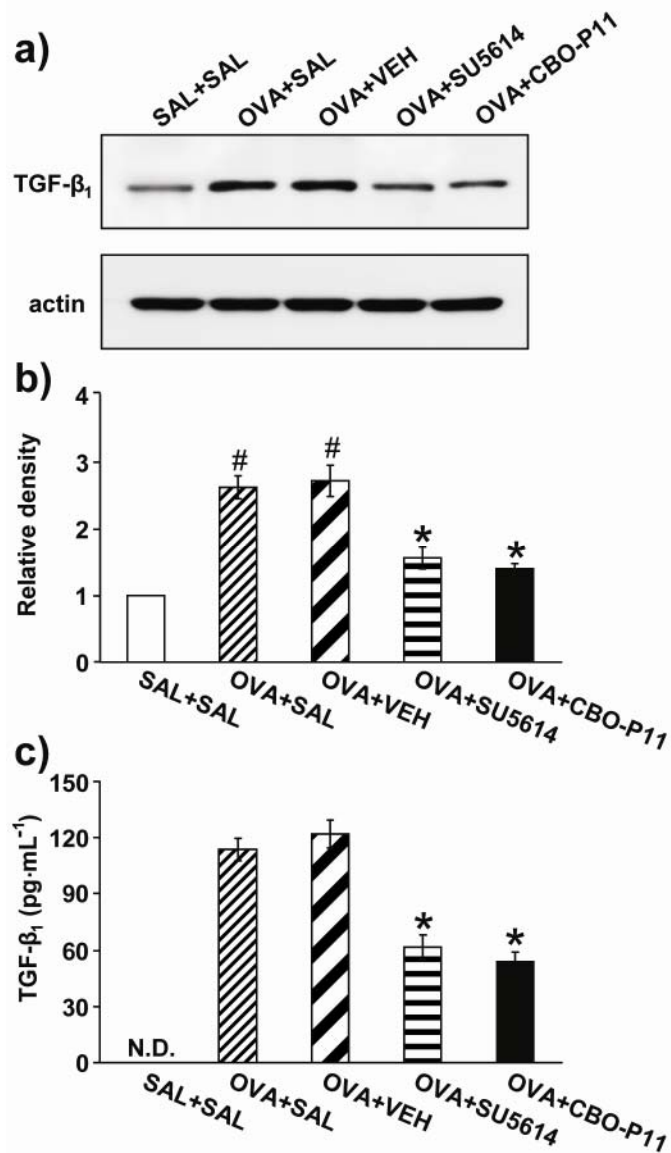 a)
SAL+SAL
OVA+SAL
OVA+VEH
OVA+SU5614
OVA+CBO-P11
TGF-β₁
actin
b)
Relative density
4
3
2
1
0
#
#
*
*
SAL+SAL
OVA+SAL
OVA+VEH
OVA+SU5614
OVA+CBO-P11
c)
TGF-β₁ (pg·mL⁻¹)
150
120
90
60
30
0
N.D.
*
*
SAL+SAL
OVA+SAL
OVA+VEH
OVA+SU5614
OVA+CBO-P11